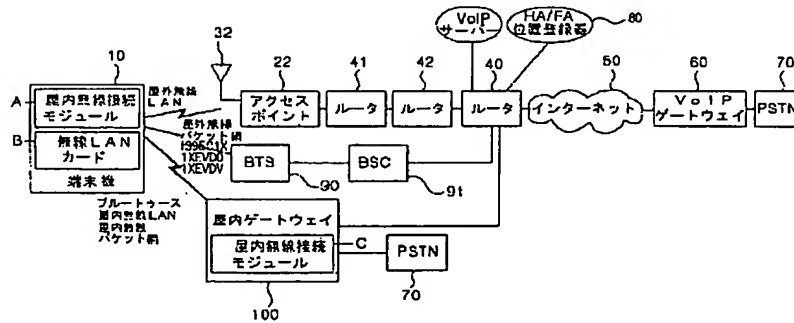 VoIP
サーバー
HA/FA
位置登録器
80
32
10
22
41
42
40
50
60
70
A
屋内無線接続
モジュール
屋外無線
LAN
アクセス
ポイント
ルータ
ルータ
ルータ
インターネット
VoIP
ゲートウェイ
PSTN
B
無線LAN
カード
端末機
屋外無線
パケット網
1XEVDO
1XEVDV
BTS
90
BSC
91
ブルートゥース
屋内無線LAN
屋内無線
パケット網
屋内ゲートウェイ
屋内無線接続
モジュール
C
PSTN
70
100